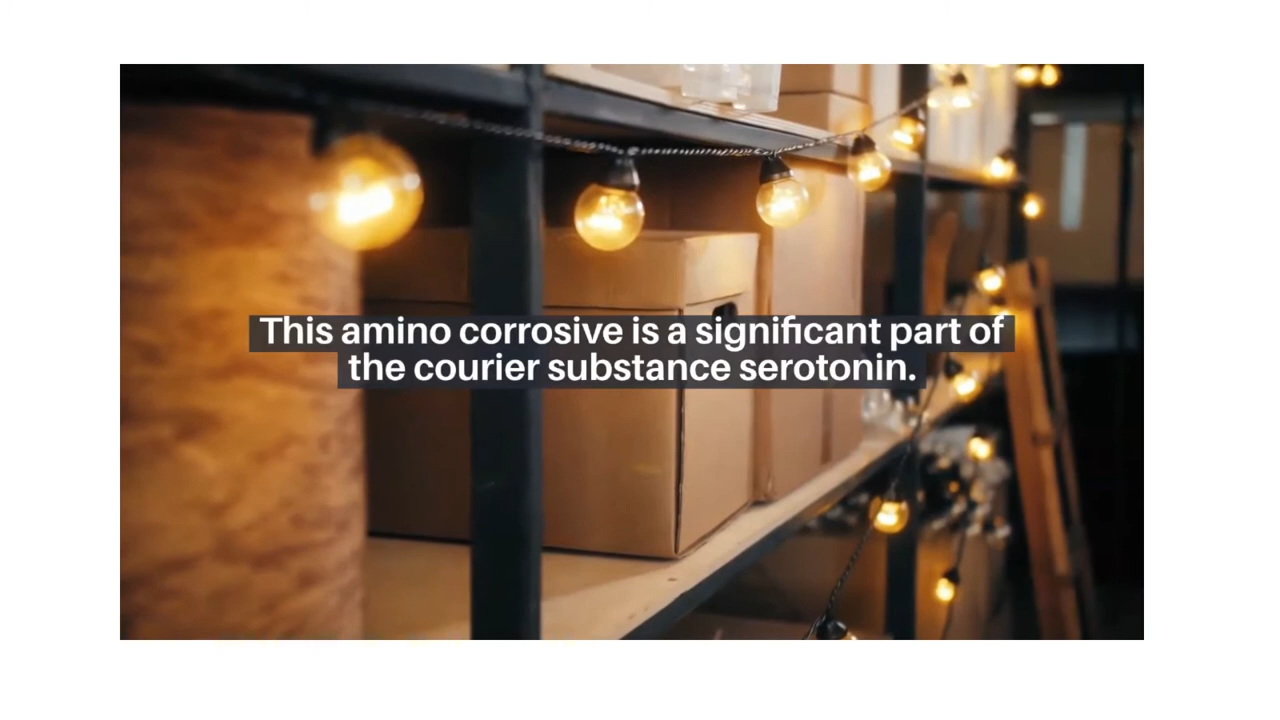 This amino corrosive is a significant part of
the courier substance serotonin.